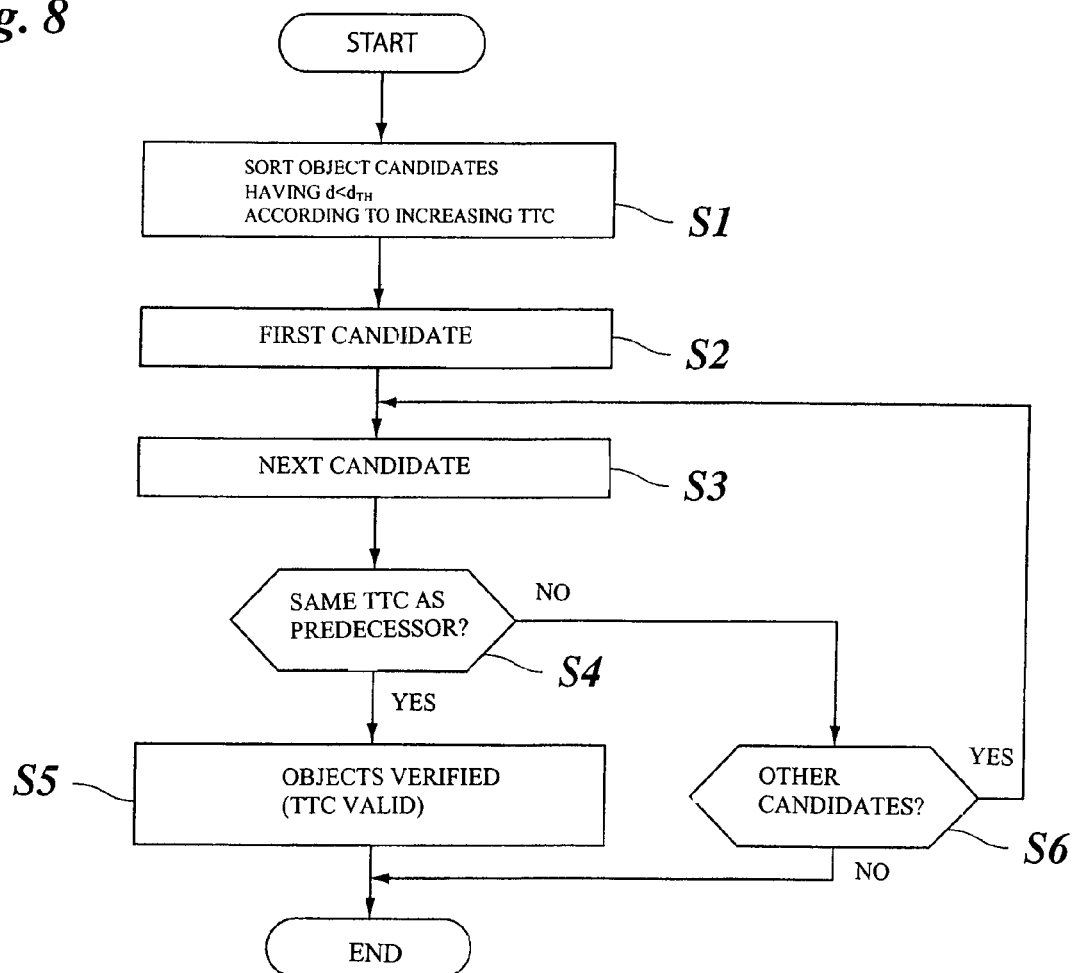 g. 8
START
SORT OBJECT CANDIDATES
HAVING d<dTH
ACCORDING TO INCREASING TTC
S1
FIRST CANDIDATE
S2
NEXT CANDIDATE
S3
SAME TTC AS
PREDECESSOR?
NO
S4
YES
S5
OBJECTS VERIFIED
(TTC VALID)
OTHER
CANDIDATES?
YES
S6
NO
END